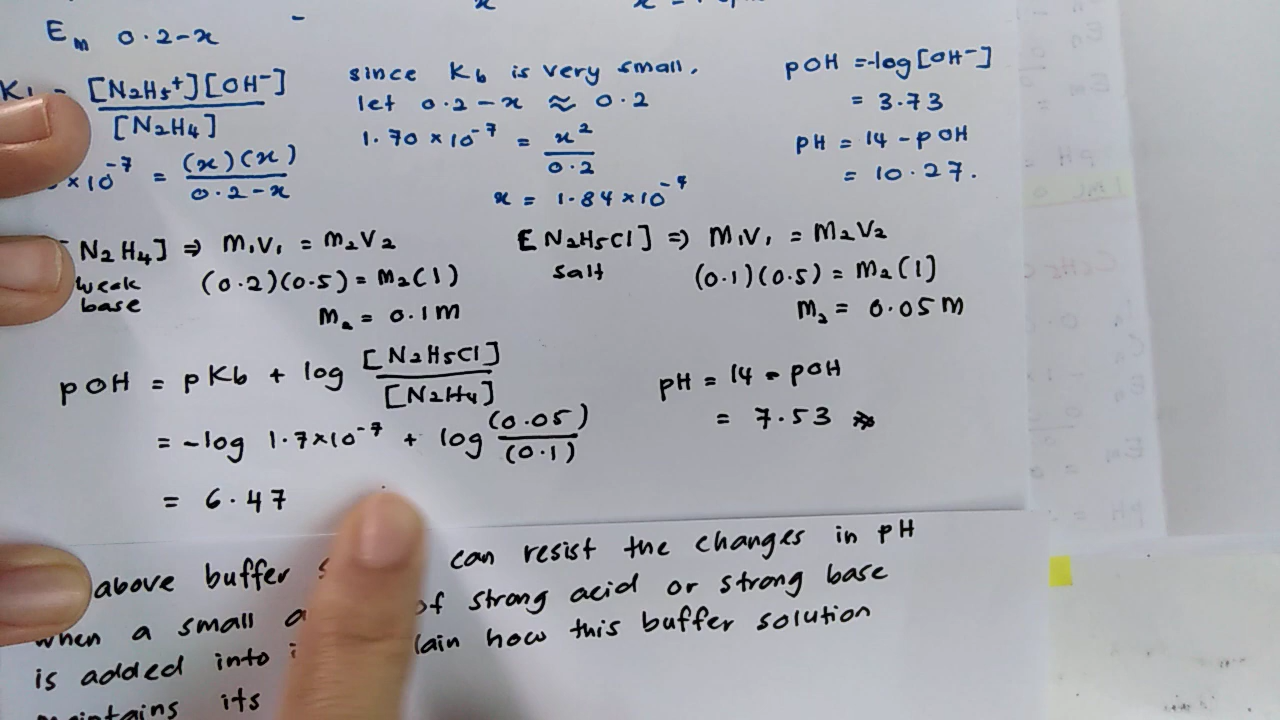 Em 0.2-x
[N2H5+][OH-]
[N2H4]
x10^-7 = (x)(x)
0.2-x
since Kb is very small,
let 0.2-x ≈ 0.2
1.70 x 10^-7 = x²
0.2
x = 1.84x10^-4
pOH =-log[OH-]
= 3.73
pH = 14 - pOH
= 10.27.
N2H4] ⇒ M1V1 = M2V2
weak
base
(0.2)(0.5) = M2(1)
M2 = 0.1M
[N2H5Cl] ⇒ M1V1 = M2V2
salt
(0.1)(0.5) = M2(1)
M2 = 0.05M
pOH = pKb + log [N2H5Cl]
[N2H4]
= -log 1.7x10^-7 + log (0.05)
(0.1)
= 6.47
pH = 14 - pOH
= 7.53
above buffer can resist the changes in pH
when a small of strong acid or strong base
is added into how this buffer solution
its